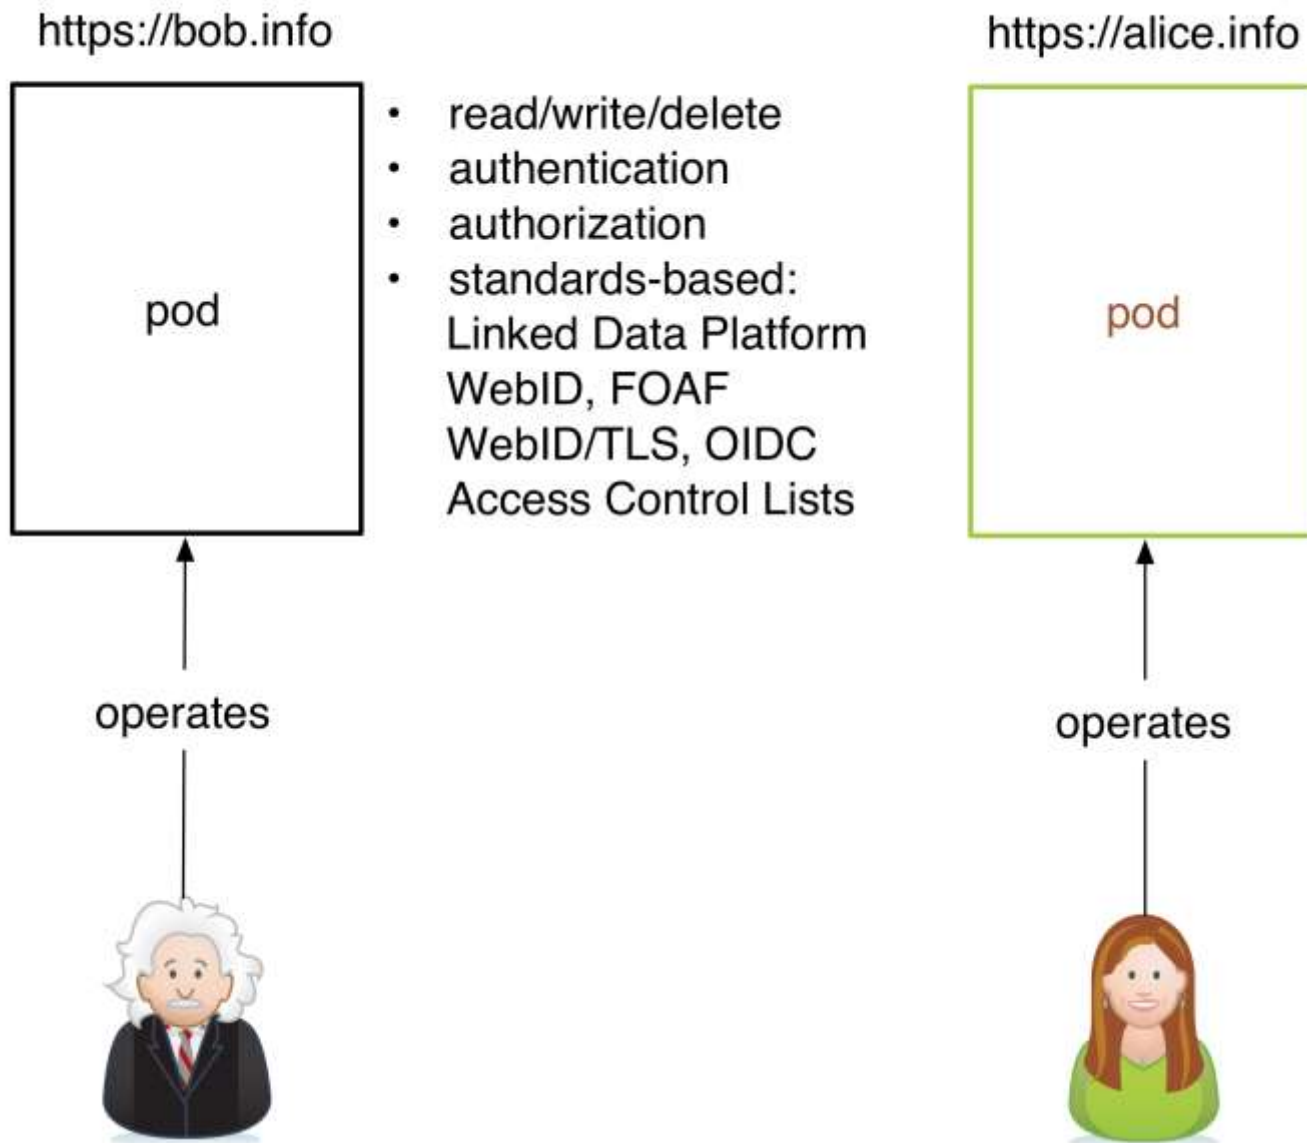 https://bob.info
https://alice.info
pod
• read/write/delete
• authentication
• authorization
• standards-based:
Linked Data Platform
WebID, FOAF
WebID/TLS, OIDC
Access Control Lists
pod
operates
operates